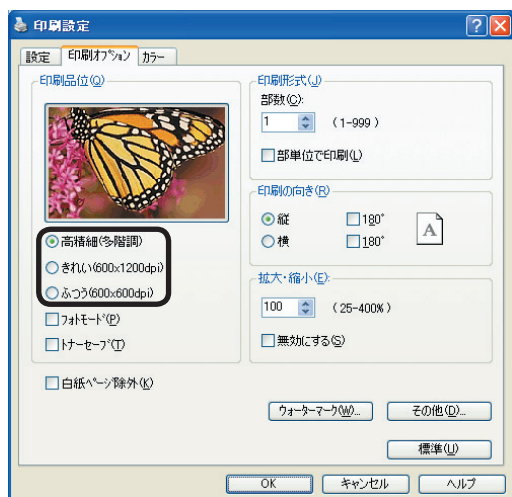 印刷設定
設定 印刷オプション カラー
印刷品位(Q)
高精細(多階調)
きれい(600x1200dpi)
ふつう(600x600dpi)
フォトモード(P)
トナーセーブ(T)
白紙ページ除外(K)
印刷形式(J)
部数(C):
1 (1-999)
部単位で印刷(L)
印刷の向き(R)
縦 180°
横 180°
A
拡大・縮小(E):
100 (25-400%)
無効にする(S)
ウォーターマーク(W)... その他(D)...
標準(U)
OK キャンセル ヘルプ